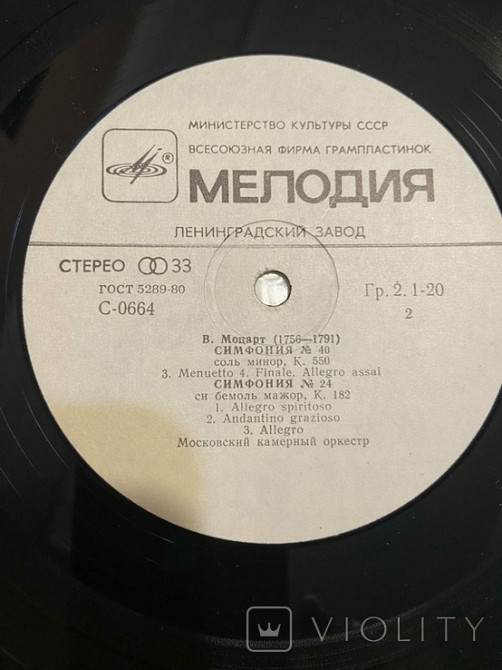 МИНИСТЕРСТВО КУЛЬТУРЫ СССР
ВСЕСОЮЗНАЯ ФИРМА ГРАМПЛАСТИНОК
®
МЕЛОДИЯ
ЛЕНИНГРАДСКИЙ ЗАВОД
СТЕРЕО 33
ГОСТ 5289-80
С-0664
Гр. 2. 1-20
2
В. Моцарт (1756—1791)
СИМФОНИЯ № 40
соль минор, К. 550
3. Menuetto 4. Finale. Allegro assai
СИМФОНИЯ № 24
си бемоль мажор, К. 182
1. Allegro spiritoso
2. Andantino grazioso
3. Allegro
Московский камерный оркестр
VIOLITY